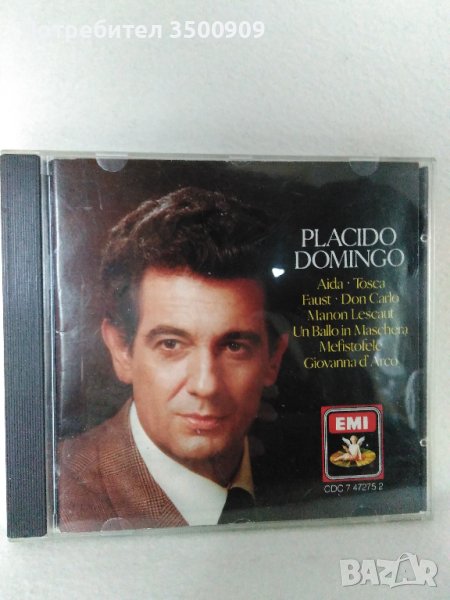 Потребител 3500909
PLACIDO
DOMINGO
Aida · Tosca
Faust · Don Carlo
Manon Lescaut
Un Ballo in Maschera
Mefistofele
Giovanna d'Arco
EMI
CDC 7 47275 2
BAZAR